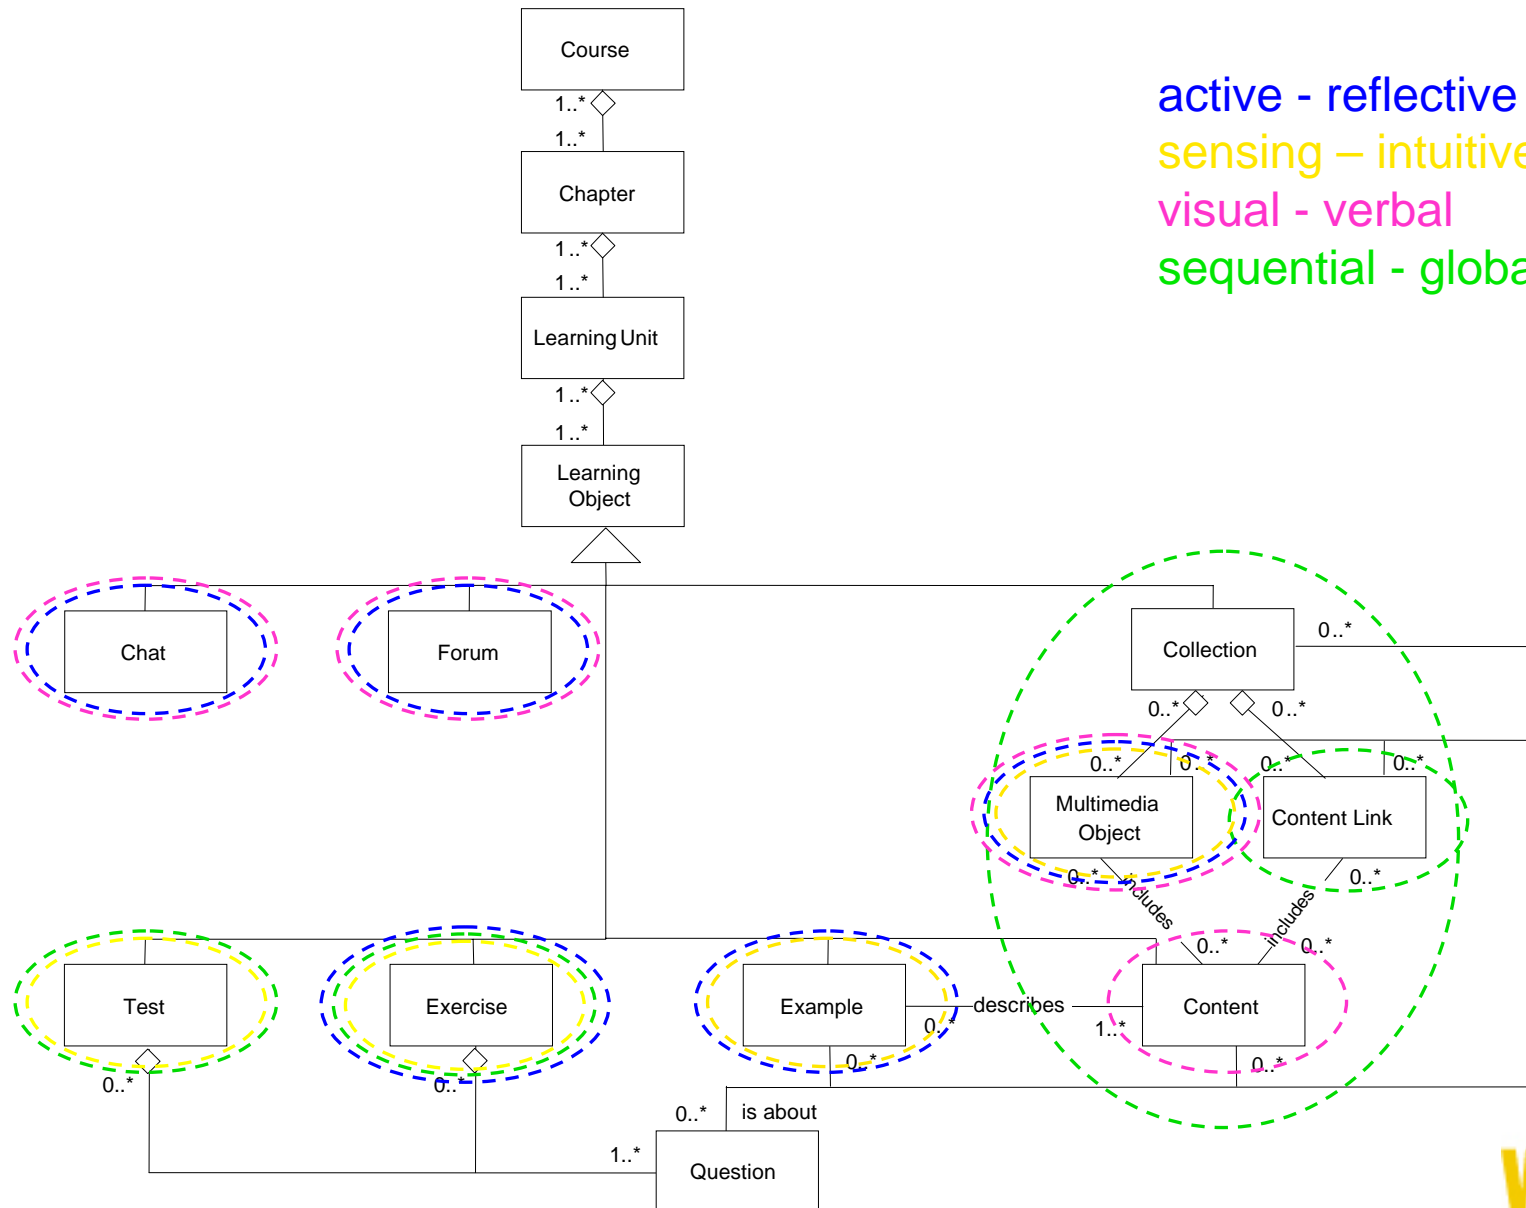 Course
active - reflective
1..*
sensing – intuitive
1..*
Chapter
visual - verbal
1..*
sequential - globa
1..*
Learning Unit
1..*
1..*
Learning
Object
Chat
Forum
Collection
0..*
0..*
0..*
0..*
0..*
0..*
0..*
Multimedia
Object
Content Link
0..*
0..*
includes
includes
0..*
0..*
Test
Exercise
Example
describes
Content
0..*
1..*
0..*
0..*
0..*
0..*
0..*
is about
1..*
Question